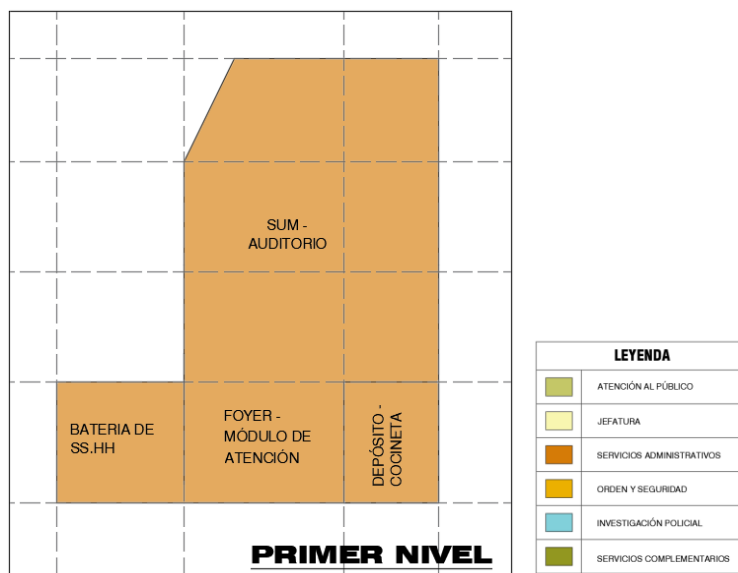 SUM -
AUDITORIO
BATERIA DE
SS.HH
FOYER -
MÓDULO DE
ATENCIÓN
DEPÓSITO -
COCINETA
PRIMER NIVEL
LEYENDA
ATENCIÓN AL PÚBLICO
JEFATURA
SERVICIOS ADMINISTRATIVOS
ORDEN Y SEGURIDAD
INVESTIGACIÓN POLICIAL
SERVICIOS COMPLEMENTARIOS